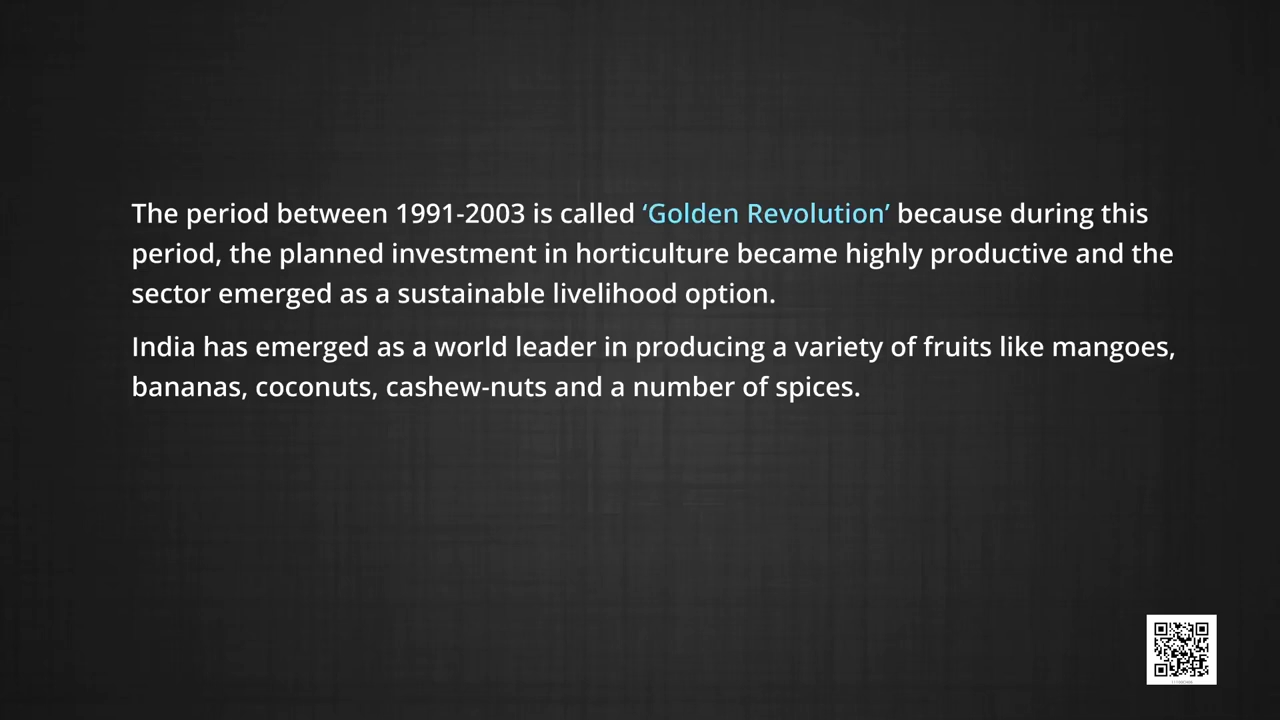 The period between 1991-2003 is called ‘Golden Revolution’ because during this
period, the planned investment in horticulture became highly productive and the
sector emerged as a sustainable livelihood option.
India has emerged as a world leader in producing a variety of fruits like mangoes,
bananas, coconuts, cashew-nuts and a number of spices.